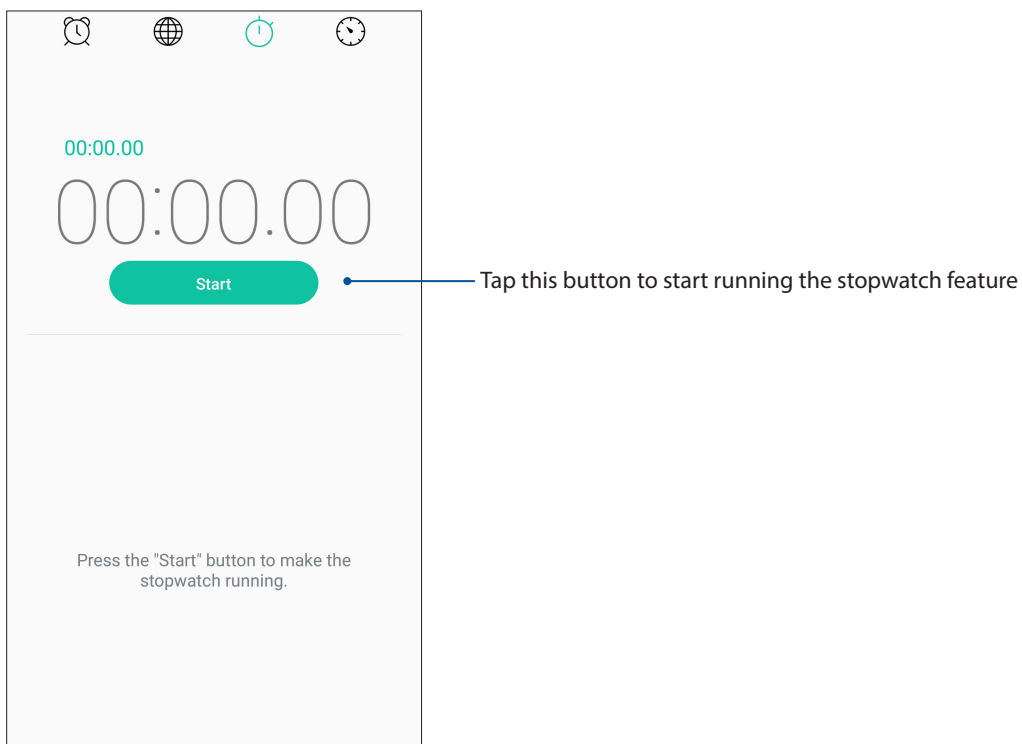 00:00.00
00:00.00
Start
Tap this button to start running the stopwatch feature
Press the "Start" button to make the
stopwatch running.